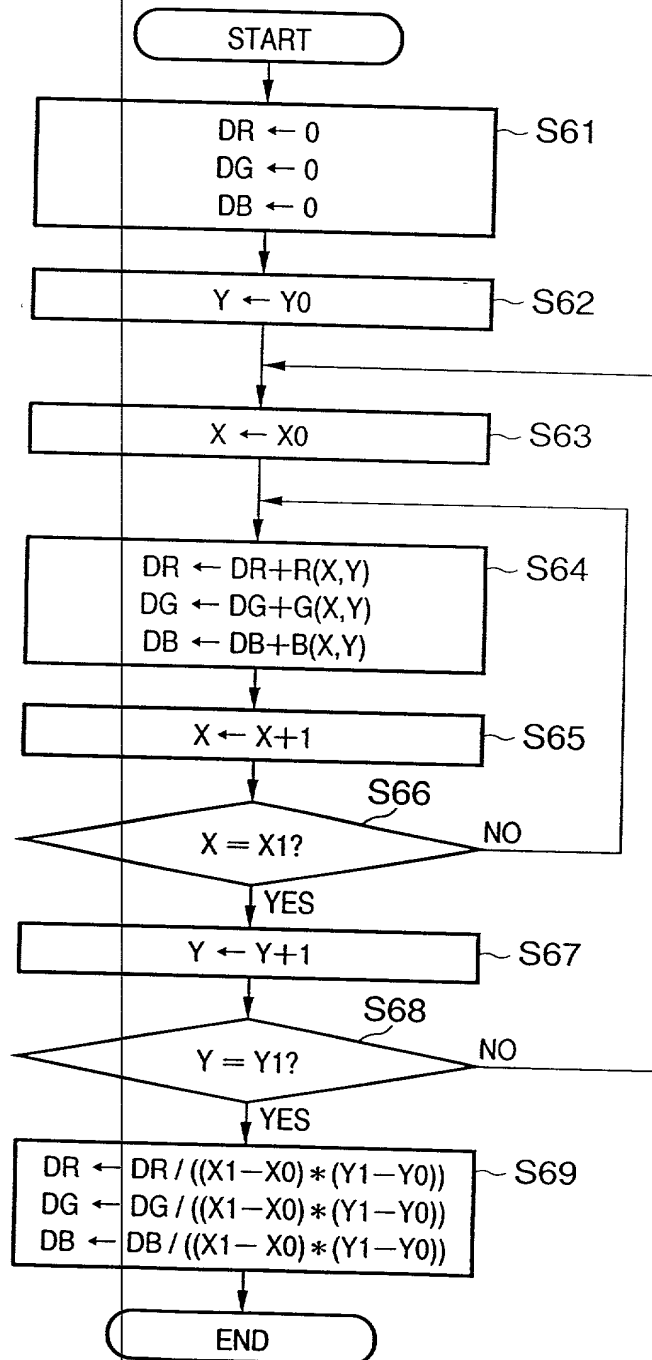 START
DR ← 0
DG ← 0
DB ← 0
S61
Y ← Y0
S62
X ← X0
S63
DR ← DR+R(X,Y)
DG ← DG+G(X,Y)
DB ← DB+B(X,Y)
S64
X ← X+1
S65
S66
X = X1?
NO
YES
Y ← Y+1
S67
S68
Y = Y1?
NO
YES
DR ← DR / ((X1−X0)*(Y1−Y0))
DG ← DG / ((X1−X0)*(Y1−Y0))
DB ← DB / ((X1−X0)*(Y1−Y0))
S69
END